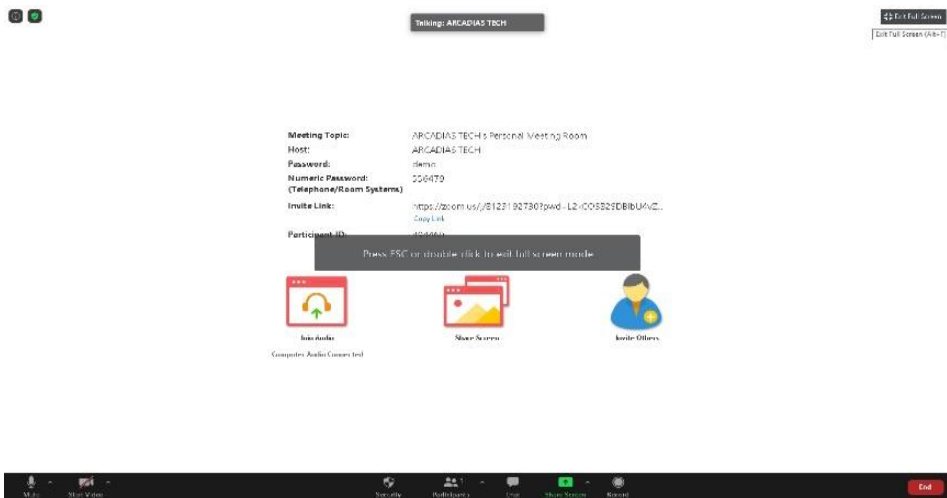 Talking: ARCADIAS TECH
Exit Full Screen
Exit Full Screen (Alt+F)
Meeting Topic: ARCADIAS TECH's Personal Meeting Room
Host: ARCADIAS TECH
Password: demo
Numeric Password:
(Telephone/Room Systems)
Invite Link:
Copy Link
Participant ID:
Press ESC or double-click to exit full screen mode
Join Audio Share Screen Invite Others
Computer Audio Connected
Mute Start Video Security Participants 1 Chat Share Screen Record End